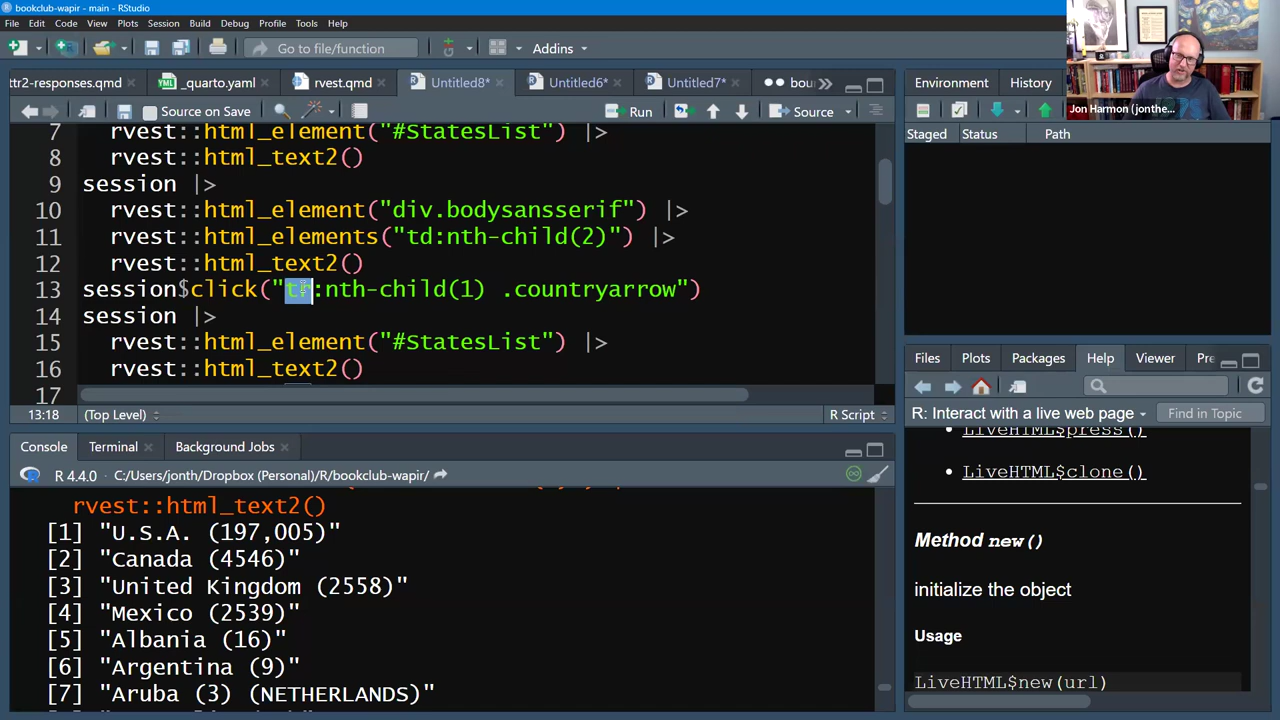 bookclub-wapir - main - RStudio
File Edit Code View Plots Session Build Debug Profile Tools Help
Go to file/function Addins
ttr2-responses.qmd _quarto.yaml rvest.qmd Untitled8* Untitled6* Untitled7* bou
Source on Save Run Source
7 rvest::html_element("#StatesList") |>
8 rvest::html_text2()
9 session |>
10 rvest::html_element("div.bodysansserif") |>
11 rvest::html_elements("td:nth-child(2)") |>
12 rvest::html_text2()
13 session$click("tr:nth-child(1) .countryarrow")
14 session |>
15 rvest::html_element("#StatesList") |>
16 rvest::html_text2()
17
13:18 (Top Level) R Script
Console Terminal Background Jobs
R 4.4.0 · C:/Users/jonth/Dropbox (Personal)/R/bookclub-wapir/
rvest::html_text2()
[1] "U.S.A. (197,005)"
[2] "Canada (4546)"
[3] "United Kingdom (2558)"
[4] "Mexico (2539)"
[5] "Albania (16)"
[6] "Argentina (9)"
[7] "Aruba (3) (NETHERLANDS)"
Jon Harmon (jonthe...
Environment History
Staged Status Path
Files Plots Packages Help Viewer Pre
R: Interact with a live web page Find in Topic
LiveHTML$press()
LiveHTML$clone()
Method new()
initialize the object
Usage
LiveHTML$new(url)